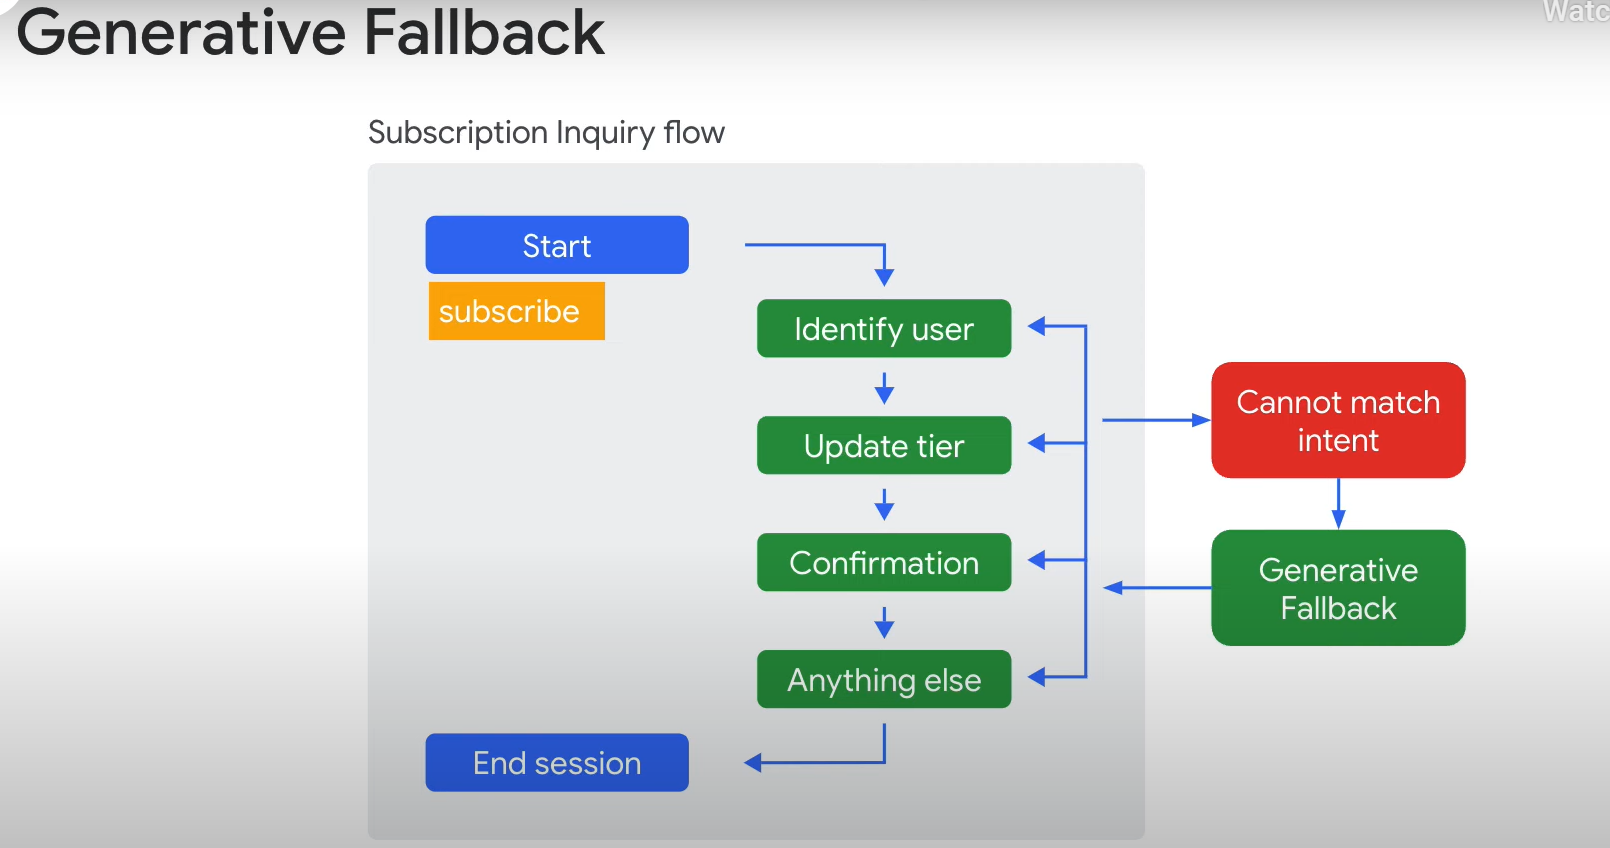 Generative Fallback
Watc
Subscription Inquiry flow
Start
subscribe
Identify user
Update tier
Confirmation
Anything else
End session
Cannot match
intent
Generative
Fallback